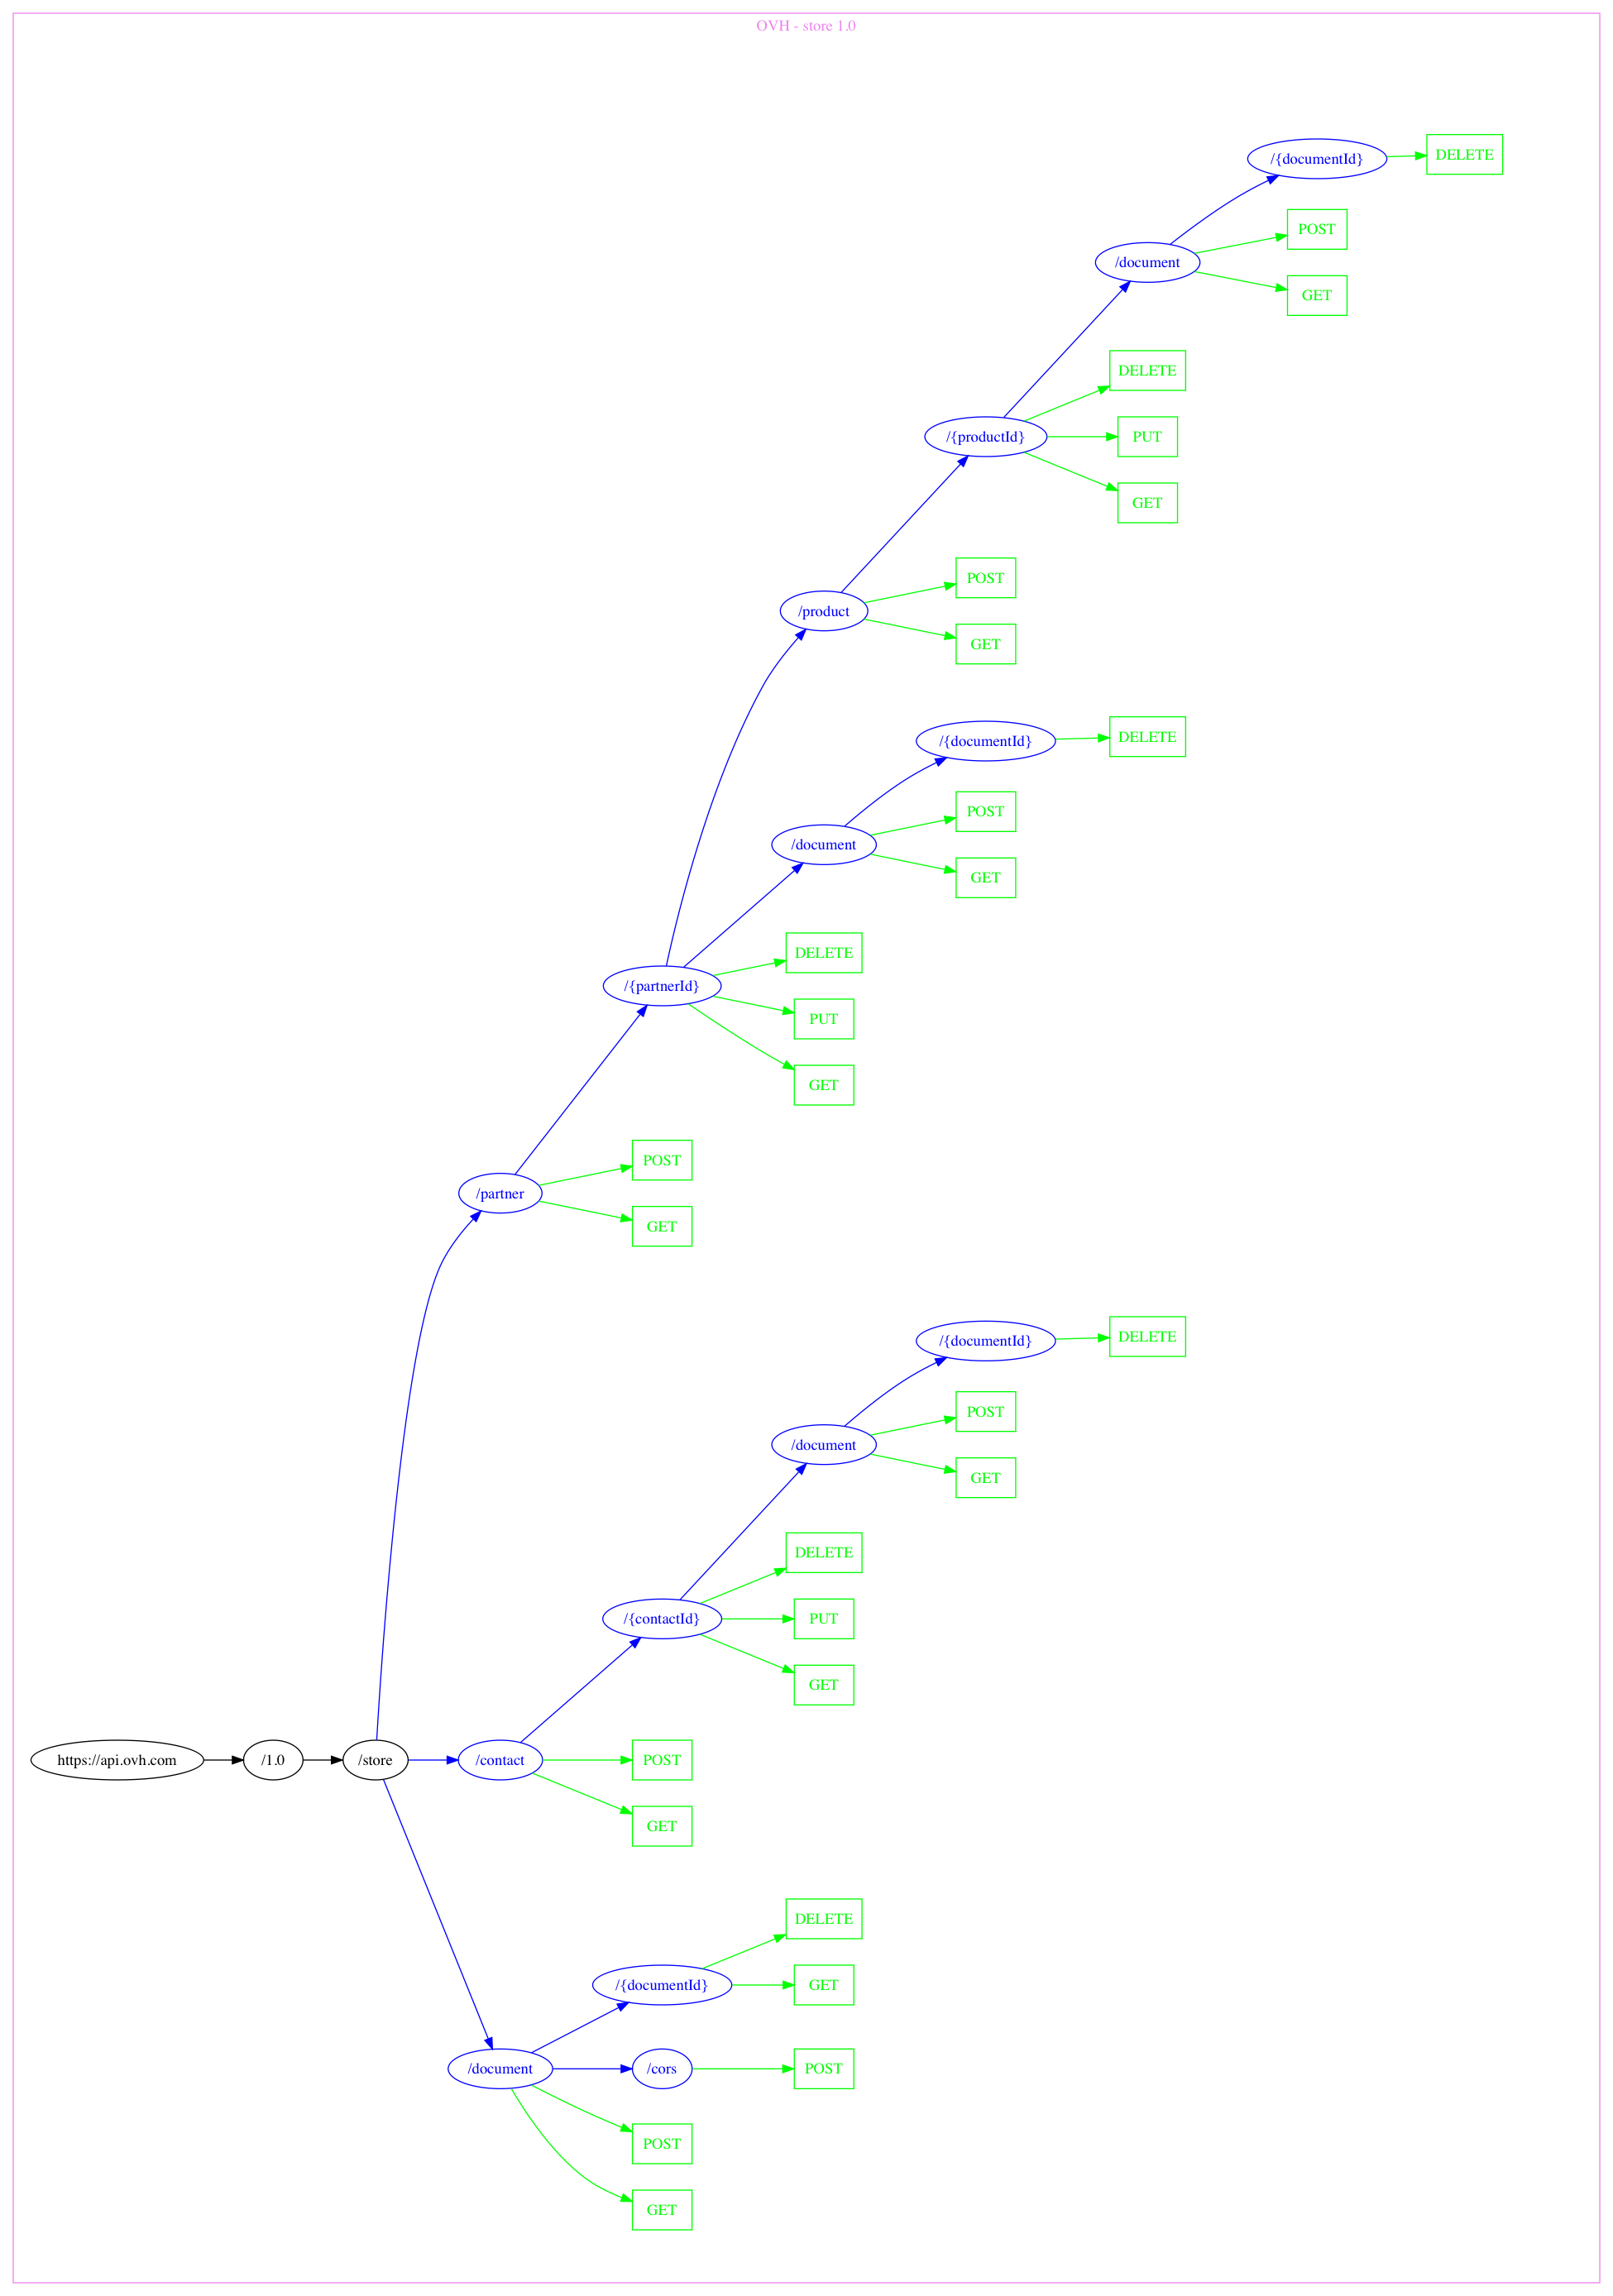 OVH - store 1.0
/{documentId}
DELETE
POST
/document
GET
DELETE
/{productId}
PUT
GET
POST
/product
GET
/{documentId}
DELETE
POST
/document
GET
DELETE
/{partnerId}
PUT
GET
POST
/partner
GET
/{documentId}
DELETE
POST
/document
GET
DELETE
/{contactId}
PUT
GET
https://api.ovh.com
/1.0
/store
/contact
POST
GET
DELETE
/{documentId}
GET
/document
/cors
POST
POST
GET